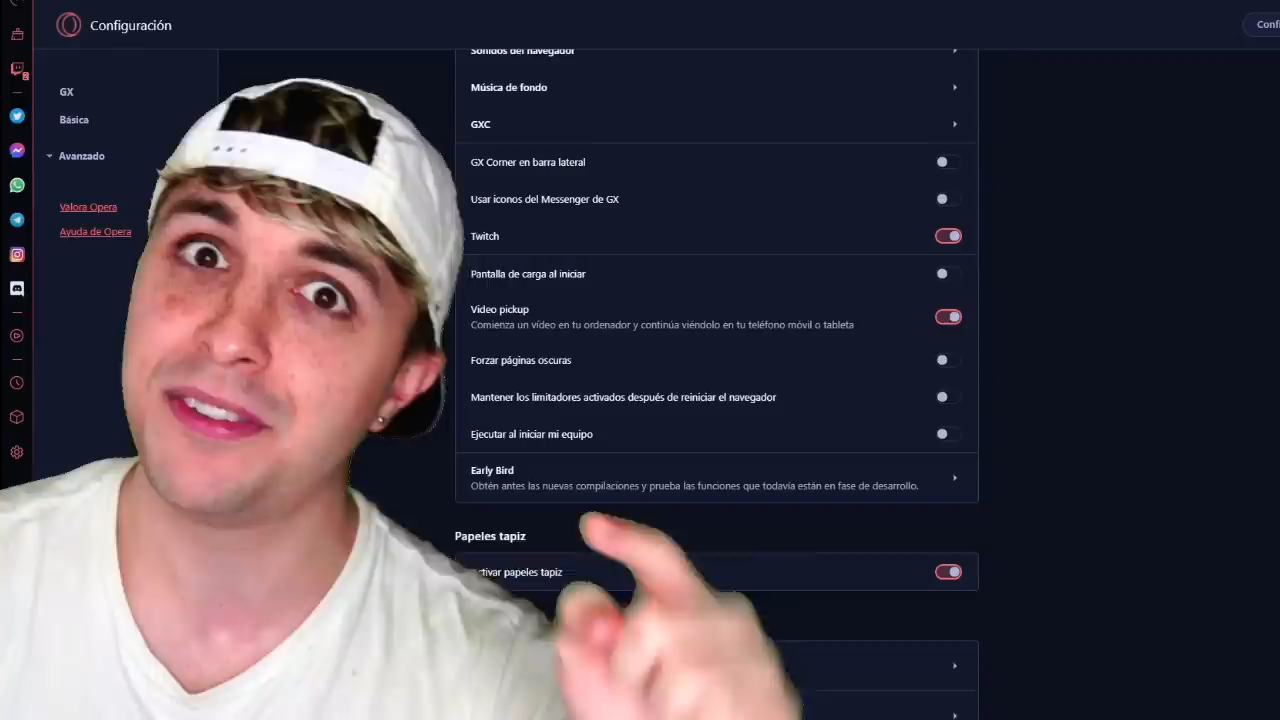 Configuración
Conf
GX
Básica
Avanzado
Valora Opera
Ayuda de Opera
Sonidos del navegador
Música de fondo
GXC
GX Corner en barra lateral
Usar iconos del Messenger de GX
Twitch
Pantalla de carga al iniciar
Video pickup
Comienza un vídeo en tu ordenador y continúa viéndolo en tu teléfono móvil o tableta
Forzar páginas oscuras
Mantener los limitadores activados después de reiniciar el navegador
Ejecutar al iniciar mi equipo
Early Bird
Obtén antes las nuevas compilaciones y prueba las funciones que todavía están en fase de desarrollo.
Papeles tapiz
ctivar papeles tapiz